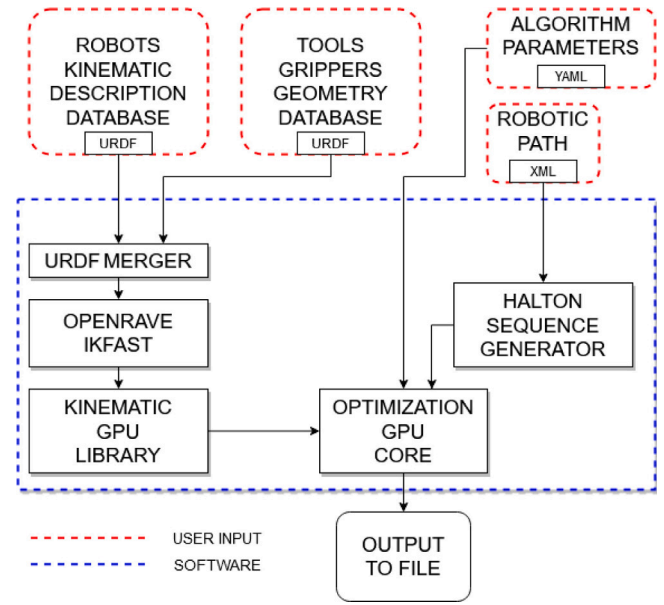 ROBOTS
KINEMATIC
DESCRIPTION
DATABASE
URDF
TOOLS
GRIPPERS
GEOMETRY
DATABASE
URDF
ALGORITHM
PARAMETERS
YAML
ROBOTIC
PATH
XML
URDF MERGER
OPENRAVE
IKFAST
KINEMATIC
GPU
LIBRARY
HALTON
SEQUENCE
GENERATOR
OPTIMIZATION
GPU
CORE
OUTPUT
TO FILE
USER INPUT
SOFTWARE